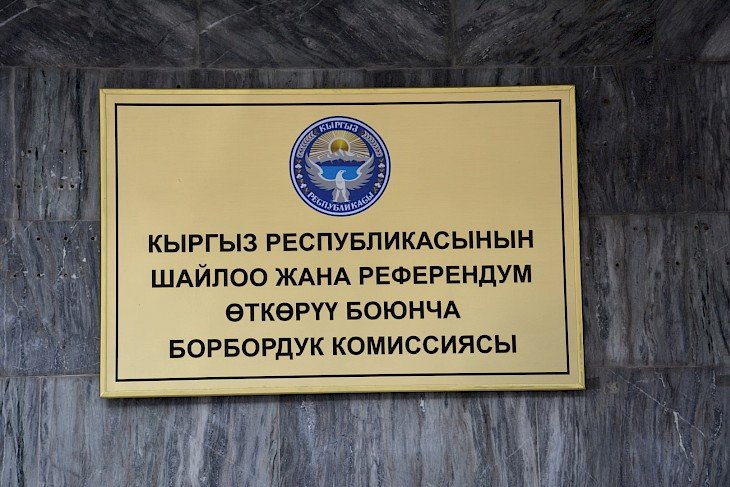 КЫРГЫЗ
РЕСПУБЛИКАСЫ
КЫРГЫЗ РЕСПУБЛИКАСЫНЫН
ШАЙЛОО ЖАНА РЕФЕРЕНДУМ
ӨТКӨРҮҮ БОЮНЧА
БОРБОРДУК КОМИССИЯСЫ